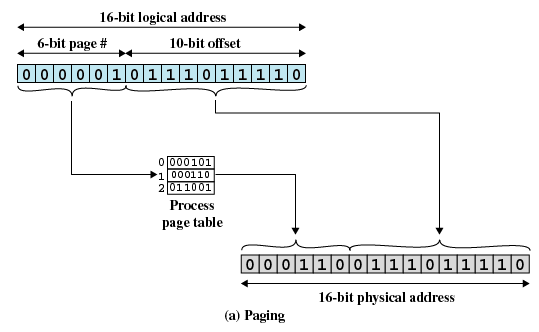 16-bit logical address
6-bit page # 10-bit offset
0 0 0 0 0 1 0 1 1 1 0 1 1 1 1 0
0 000101
1 000110
2 011001
Process
page table
0 0 0 1 1 0 0 1 1 1 0 1 1 1 1 0
16-bit physical address
(a) Paging